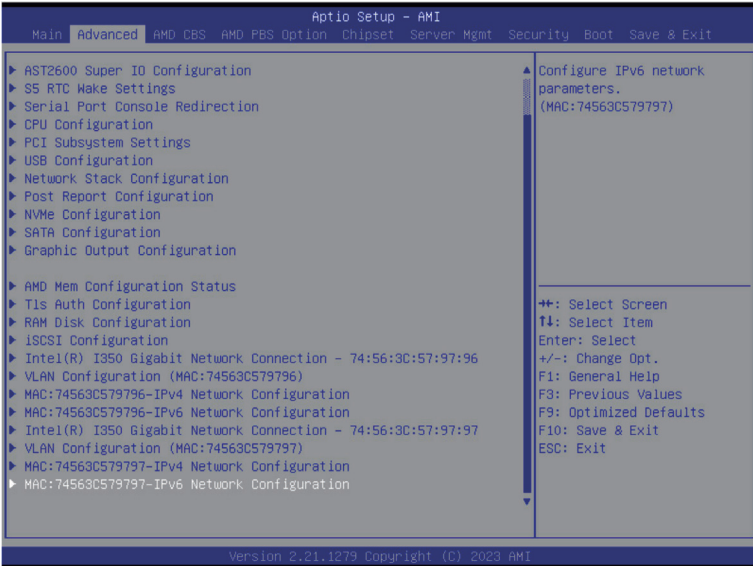 Aptio Setup – AMI
Main Advanced AMD CBS AMD PBS Option Chipset Server Mgmt Security Boot Save & Exit
AST2600 Super IO Configuration
S5 RTC Wake Settings
Serial Port Console Redirection
CPU Configuration
PCI Subsystem Settings
USB Configuration
Network Stack Configuration
Post Report Configuration
NVMe Configuration
SATA Configuration
Graphic Output Configuration
AMD Mem Configuration Status
Tls Auth Configuration
RAM Disk Configuration
iSCSI Configuration
Intel(R) I350 Gigabit Network Connection – 74:56:3C:57:97:96
VLAN Configuration (MAC:74563C579796)
MAC:74563C579796-IPv4 Network Configuration
MAC:74563C579796-IPv6 Network Configuration
Intel(R) I350 Gigabit Network Connection – 74:56:3C:57:97:97
VLAN Configuration (MAC:74563C579797)
MAC:74563C579797-IPv4 Network Configuration
MAC:74563C579797-IPv6 Network Configuration
Configure IPv6 network
parameters.
(MAC:74563C579797)
→←: Select Screen
↑↓: Select Item
Enter: Select
+/-: Change Opt.
F1: General Help
F3: Previous Values
F9: Optimized Defaults
F10: Save & Exit
ESC: Exit
Version 2.21.1279 Copyright (C) 2023 AMI